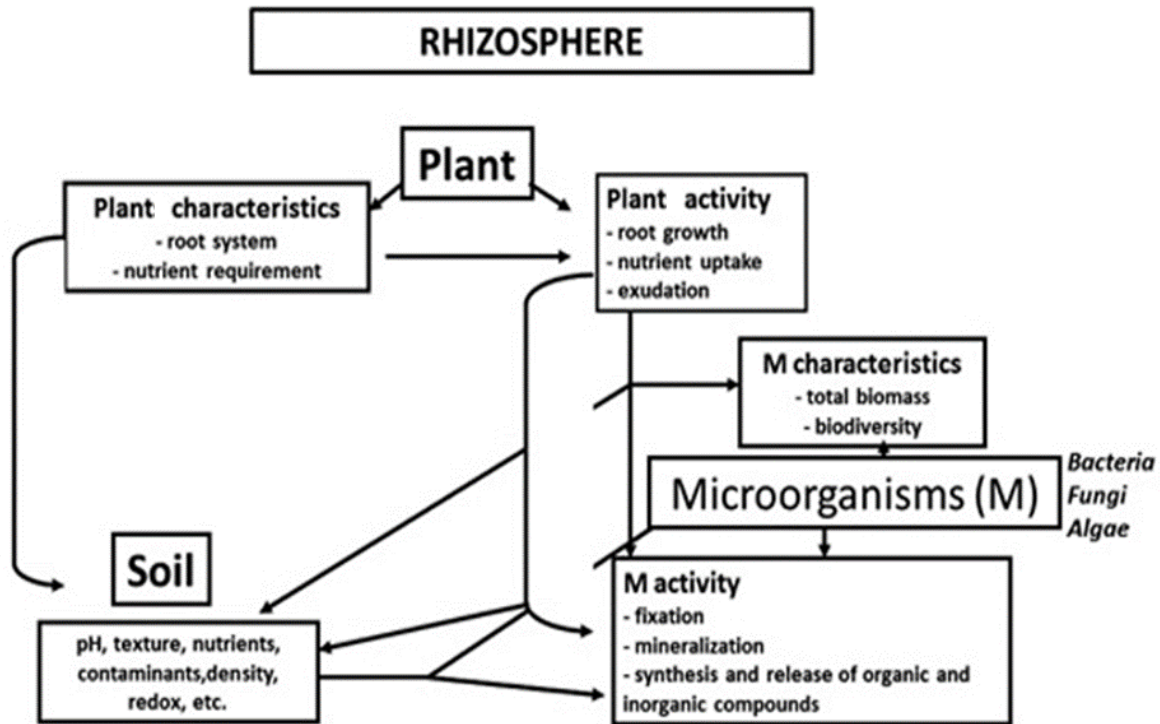 RHIZOSPHERE
Plant
Plant characteristics
- root system
- nutrient requirement
Plant activity
- root growth
- nutrient uptake
- exudation
M characteristics
- total biomass
- biodiversity
Microorganisms (M)
Bacteria
Fungi
Algae
Soil
pH, texture, nutrients,
contaminants,density,
redox, etc.
M activity
- fixation
- mineralization
- synthesis and release of organic and
inorganic compounds